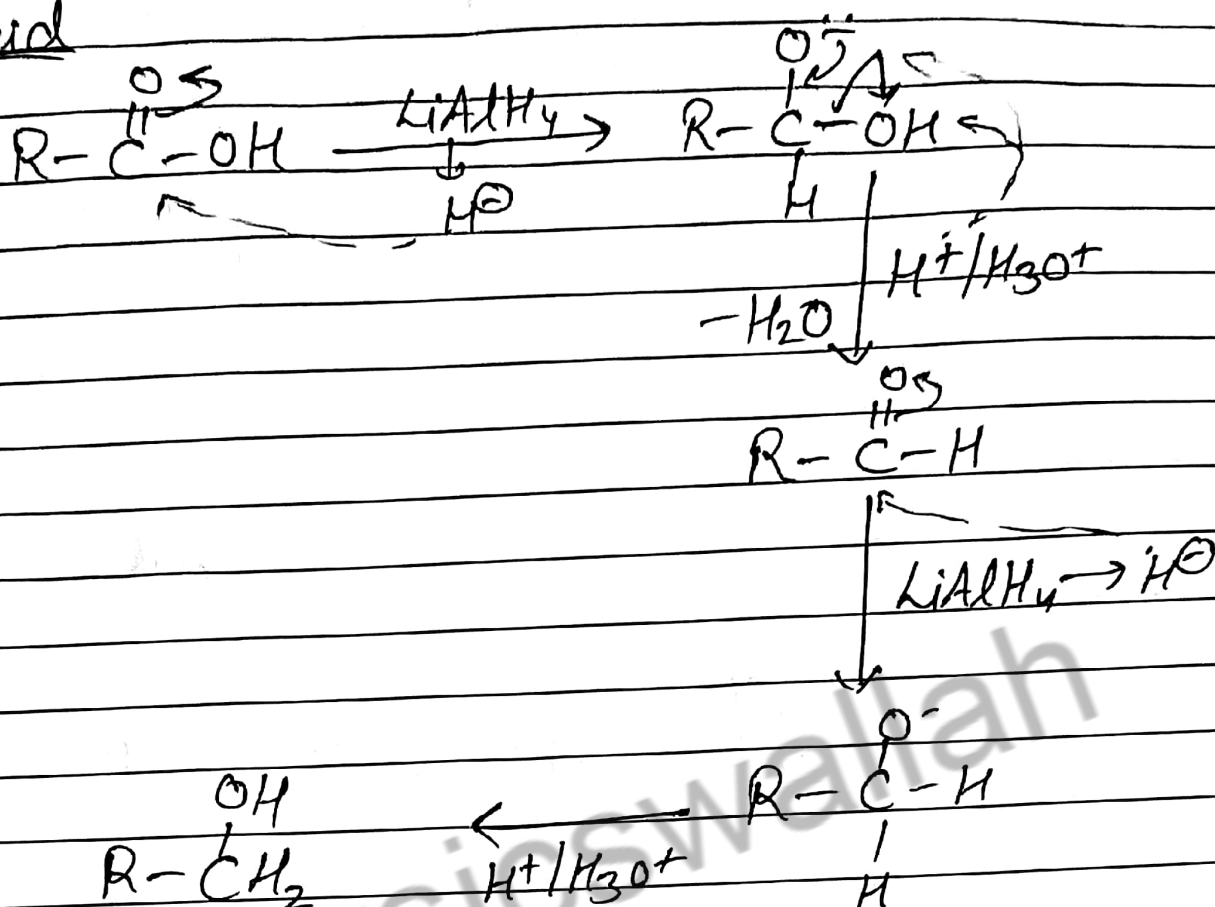 O
R–C–OH LiAlH4 R–C–OH
H⊖
O⁻
H
–H2O H+/H3O+
O
R–C–H
LiAlH4 → H⊖
O⁻
R–C–H
H
H+/H3O+
OH
R–CH2